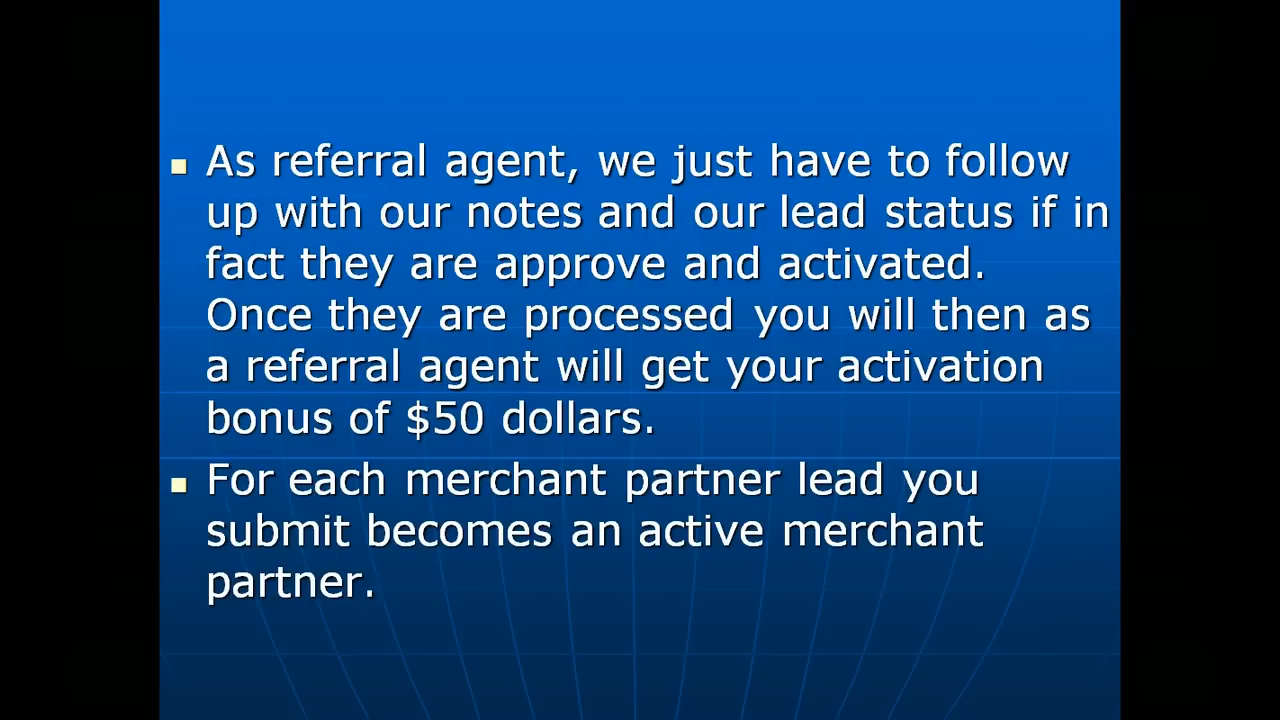 As referral agent, we just have to follow
up with our notes and our lead status if in
fact they are approve and activated.
Once they are processed you will then as
a referral agent will get your activation
bonus of $50 dollars.
For each merchant partner lead you
submit becomes an active merchant
partner.